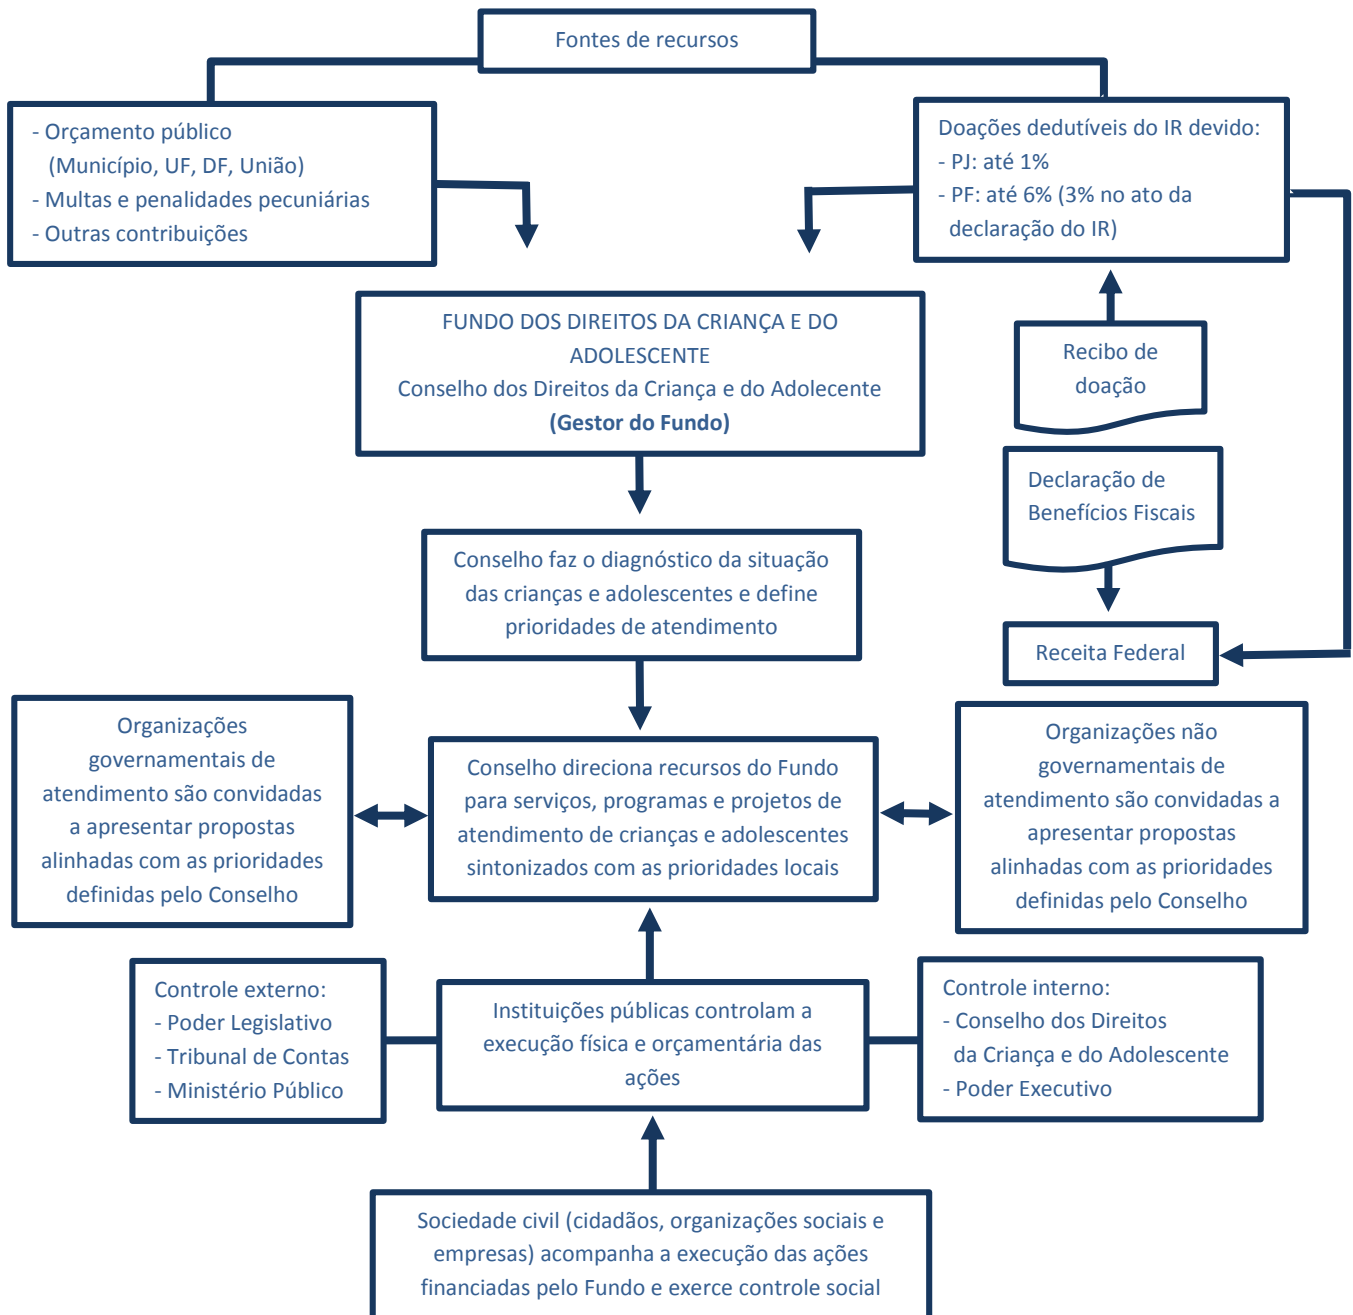 Fontes de recursos
- Orçamento público
(Município, UF, DF, União)
- Multas e penalidades pecuniárias
- Outras contribuições
Doações dedutíveis do IR devido:
- PJ: até 1%
- PF: até 6% (3% no ato da
declaração do IR)
FUNDO DOS DIREITOS DA CRIANÇA E DO
ADOLESCENTE
Conselho dos Direitos da Criança e do Adolecente
(Gestor do Fundo)
Recibo de
doação
Declaração de
Benefícios Fiscais
Conselho faz o diagnóstico da situação
das crianças e adolescentes e define
prioridades de atendimento
Receita Federal
Organizações
governamentais de
atendimento são convidadas
a apresentar propostas
alinhadas com as prioridades
definidas pelo Conselho
Conselho direciona recursos do Fundo
para serviços, programas e projetos de
atendimento de crianças e adolescentes
sintonizados com as prioridades locais
Organizações não
governamentais de
atendimento são convidadas a
apresentar propostas
alinhadas com as prioridades
definidas pelo Conselho
Controle externo:
- Poder Legislativo
- Tribunal de Contas
- Ministério Público
Instituições públicas controlam a
execução física e orçamentária das
ações
Controle interno:
- Conselho dos Direitos
da Criança e do Adolescente
- Poder Executivo
Sociedade civil (cidadãos, organizações sociais e
empresas) acompanha a execução das ações
financiadas pelo Fundo e exerce controle social